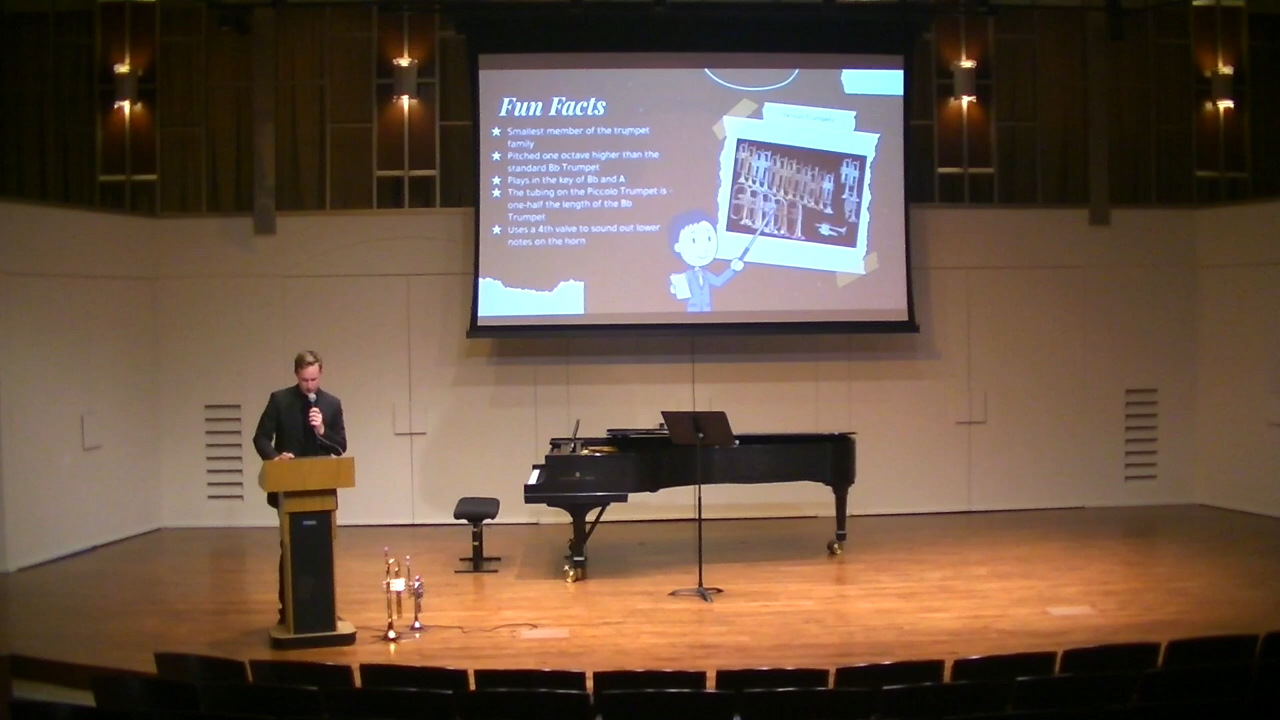 Fun Facts
Smallest member of the trumpet
family
Pitched one octave higher than the
standard Bb Trumpet
Plays in the key of Bb and A
The tubing on the Piccolo Trumpet is
one-half the length of the Bb
Trumpet
Uses a 4th valve to sound out lower
notes on the horn